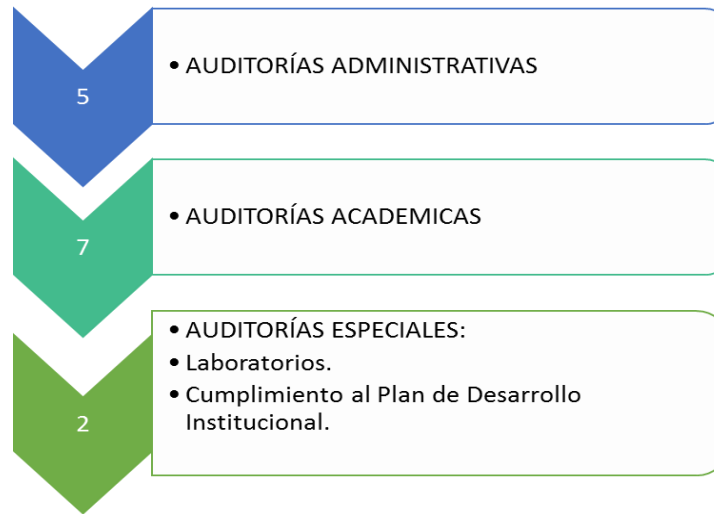 5
• AUDITORÍAS ADMINISTRATIVAS
7
• AUDITORÍAS ACADEMICAS
2
• AUDITORÍAS ESPECIALES:
• Laboratorios.
• Cumplimiento al Plan de Desarrollo
Institucional.